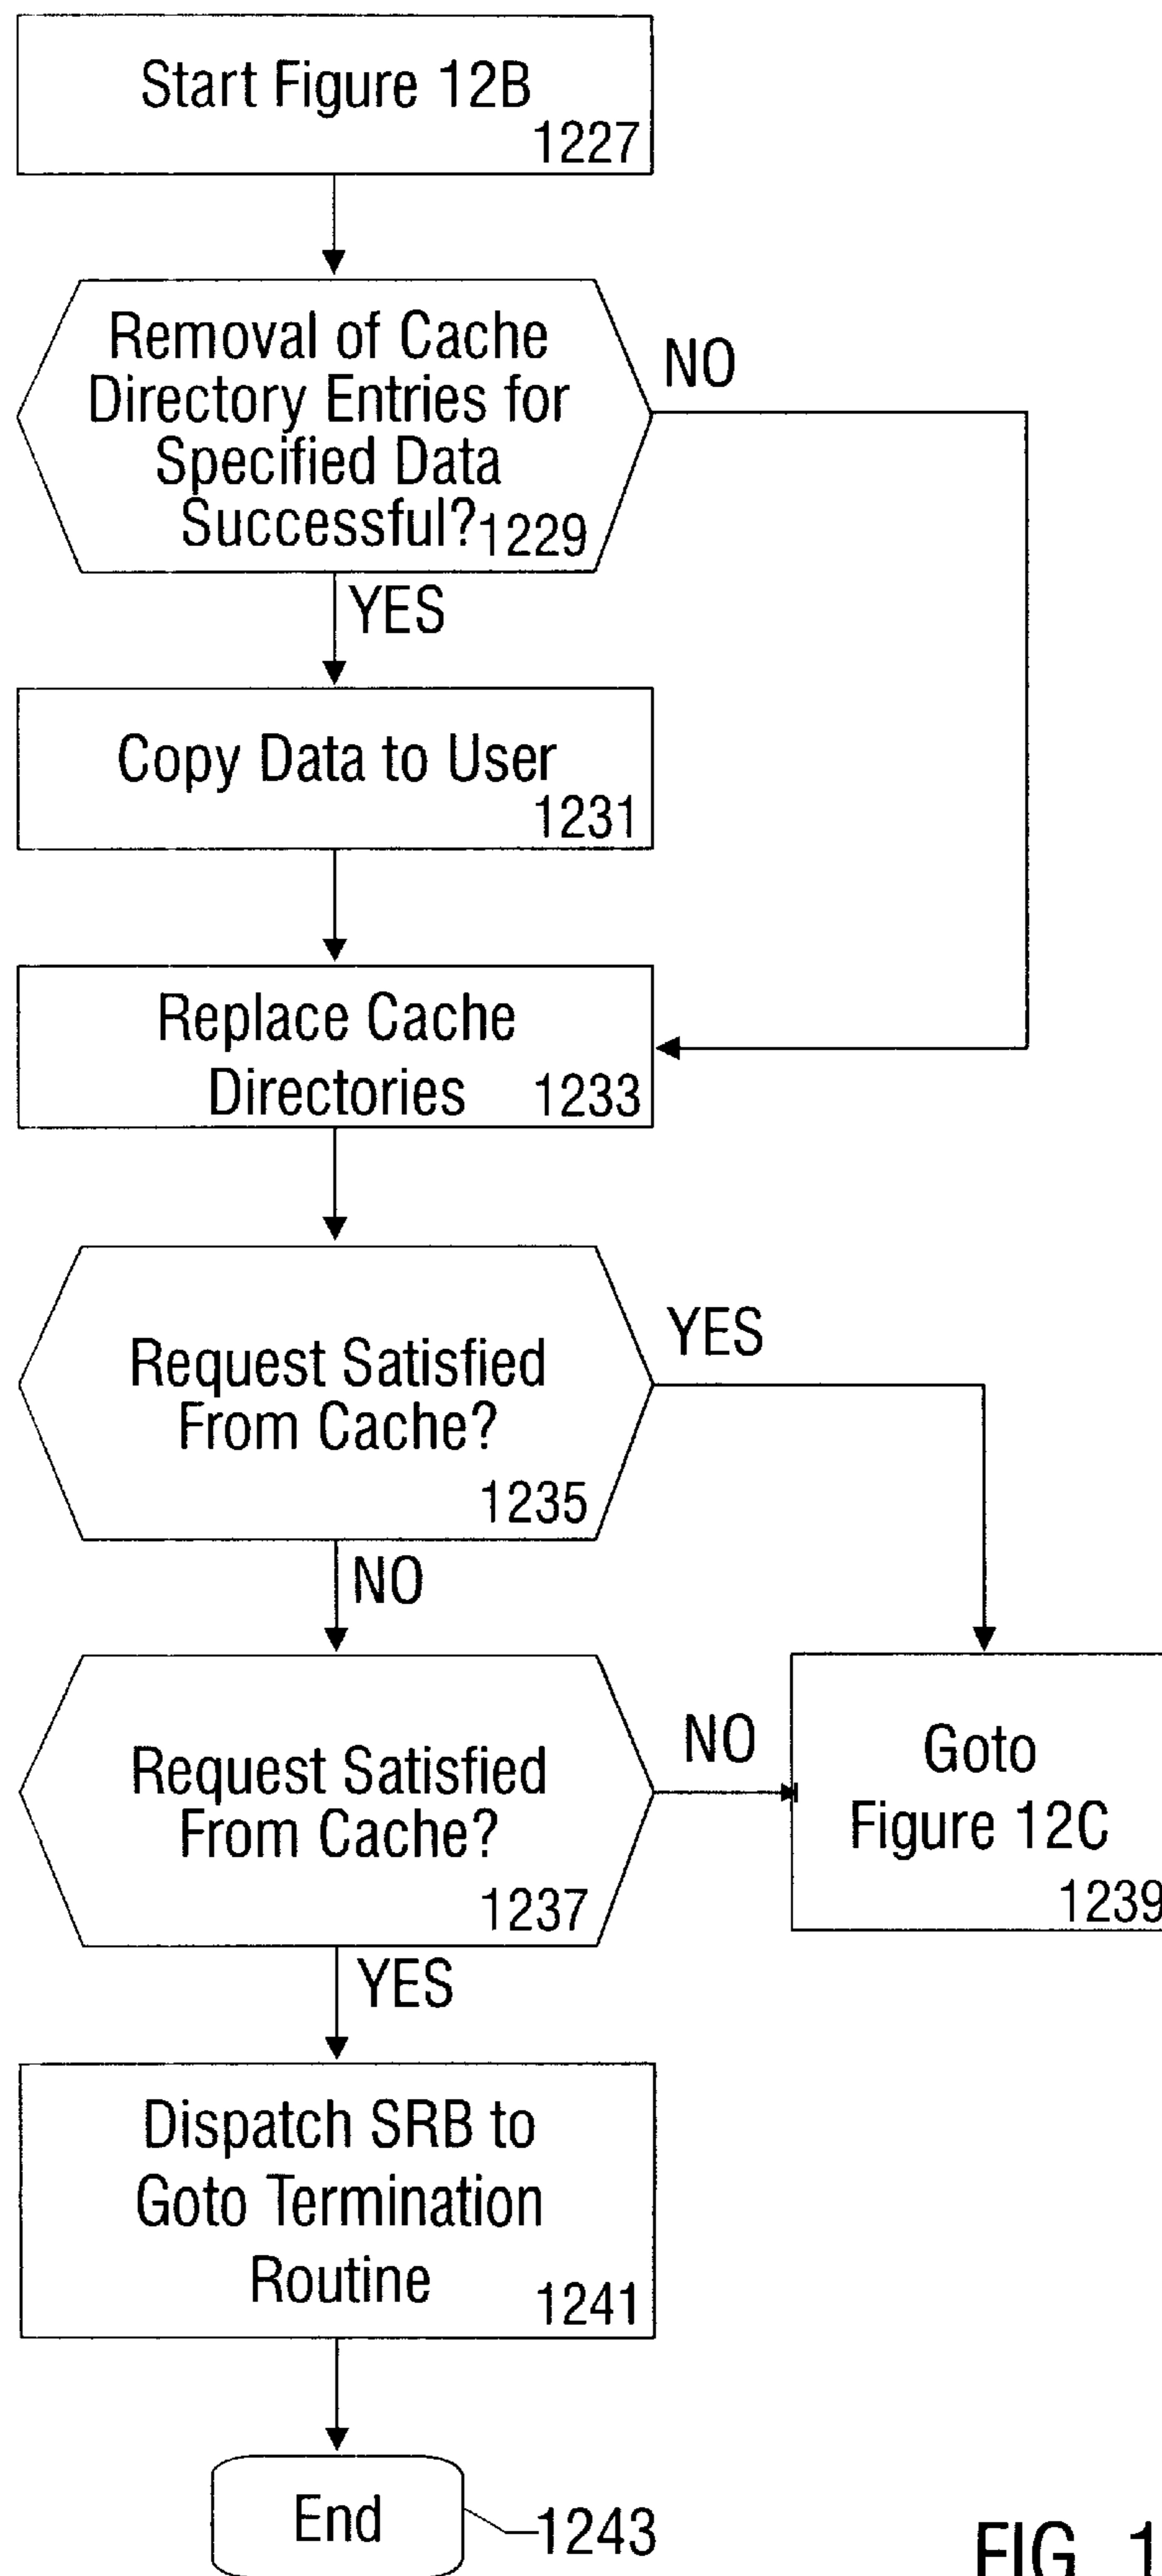 Start Figure 12B
1227
Removal of Cache
Directory Entries for
Specified Data
Successful? 1229
NO
YES
Copy Data to User
1231
Replace Cache
Directories 1233
Request Satisfied
From Cache?
1235
YES
NO
Request Satisfied
From Cache?
1237
NO
Goto
Figure 12C
1239
YES
Dispatch SRB to
Goto Termination
Routine 1241
End
1243
FIG. 1